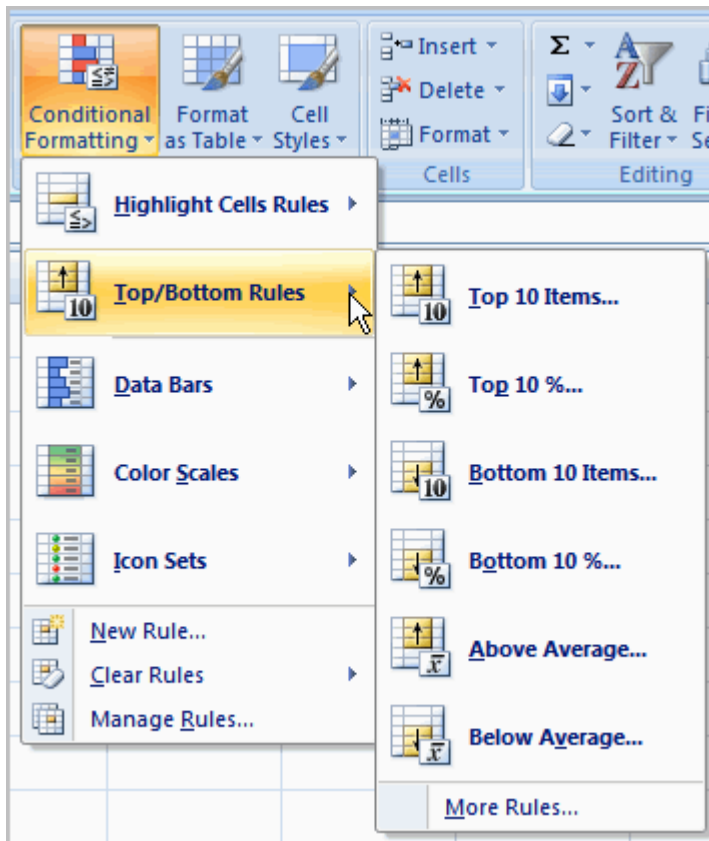 Insert
Delete
Format
Conditional
Formatting
Format
as Table
Cell
Styles
Σ
Sort &
Filter
Cells
Editing
Highlight Cells Rules
Top/Bottom Rules
Data Bars
Color Scales
Icon Sets
New Rule...
Clear Rules
Manage Rules...
Top 10 Items...
Top 10 %...
Bottom 10 Items...
Bottom 10 %...
Above Average...
Below Average...
More Rules...